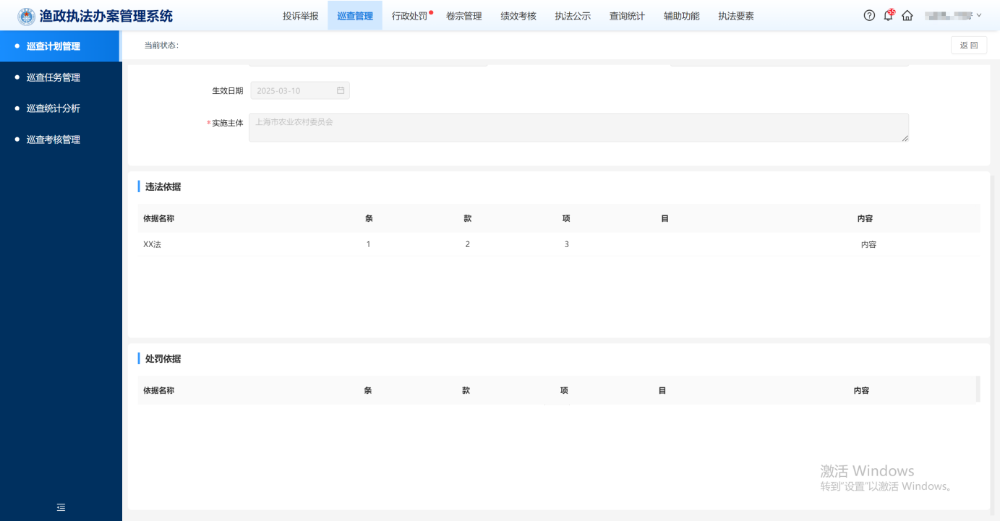 渔政执法办案管理系统
投诉举报 巡查管理 行政处罚 卷宗管理 绩效考核 执法公示 查询统计 辅助功能 执法要素
55
巡查计划管理
巡查任务管理
巡查统计分析
巡查考核管理
当前状态:
返 回
生效日期 2025-03-10
*实施主体 上海市农业农村委员会
违法依据
依据名称 条 款 项 目 内容
XX法 1 2 3 内容
处罚依据
依据名称 条 款 项 目 内容
激活 Windows
转到"设置"以激活 Windows。